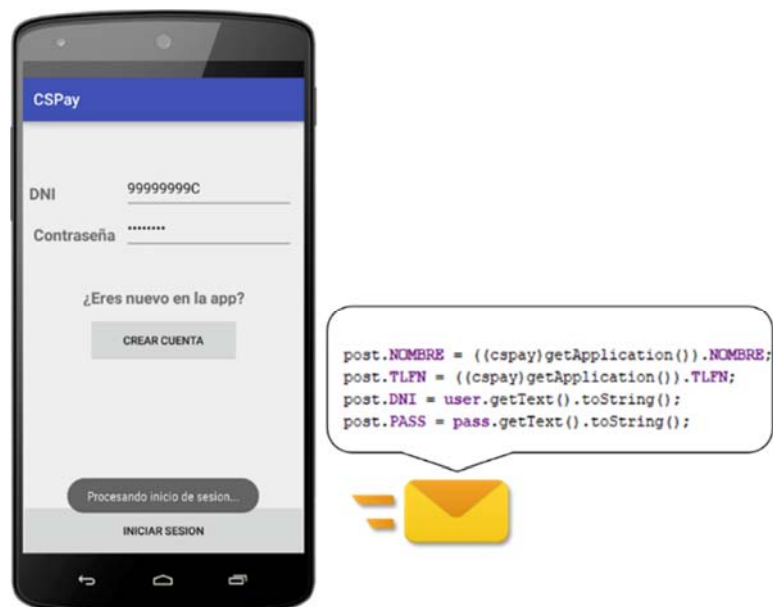 CSPay
DNI
99999999C
Contraseña
••••••••
¿Eres nuevo en la app?
CREAR CUENTA
Procesando inicio de sesion...
INICIAR SESION
post.NOMBRE = ((cspay)getApplication()).NOMBRE;
post.TLFN = ((cspay)getApplication()).TLFN;
post.DNI = user.getText().toString();
post.PASS = pass.getText().toString();